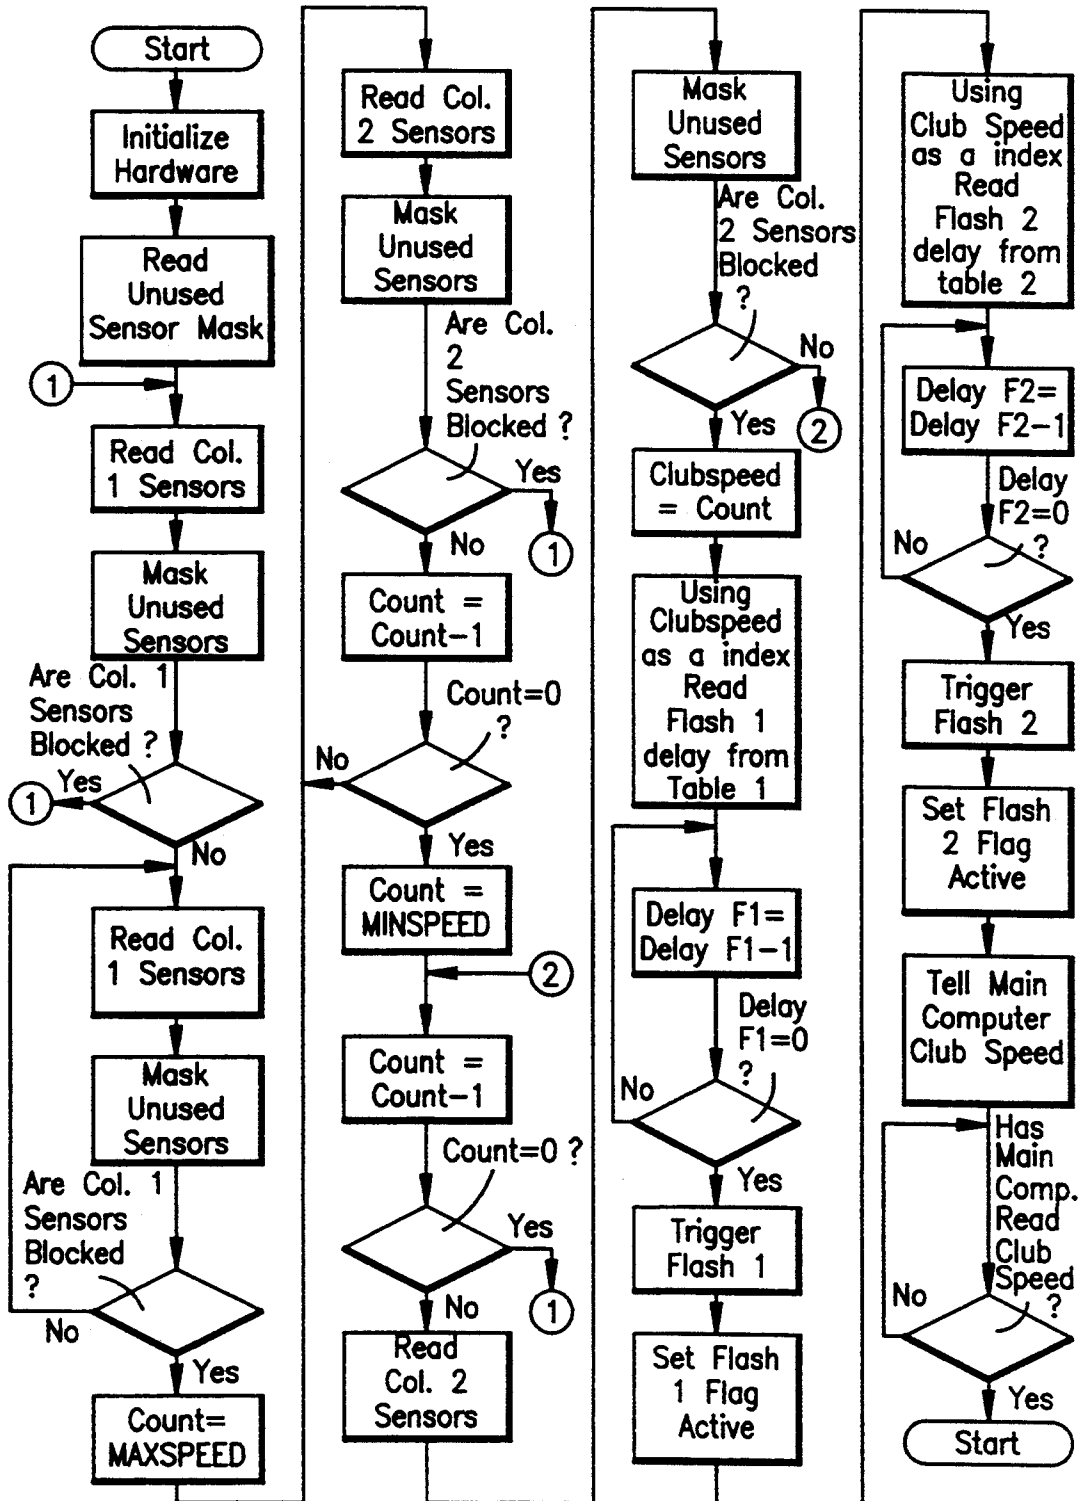 Start
Initialize
Hardware
Read
Unused
Sensor Mask
1
Read Col.
1 Sensors
Mask
Unused
Sensors
Are Col. 1
Sensors
Blocked ?
Yes
1
No
Read Col.
1 Sensors
Mask
Unused
Sensors
Are Col. 1
Sensors
Blocked
?
No
Yes
Count=
MAXSPEED
Read Col.
2 Sensors
Mask
Unused
Sensors
Are Col.
2
Sensors
Blocked ?
Yes
1
No
Count =
Count-1
Count=0
?
No
Yes
Count =
MINSPEED
2
Count =
Count-1
Count=0 ?
Yes
1
No
Read
Col. 2
Sensors
Mask
Unused
Sensors
Are Col.
2 Sensors
Blocked
?
No
2
Yes
Clubspeed
= Count
Using
Clubspeed
as a index
Read
Flash 1
delay from
Table 1
Delay F1=
Delay F1-1
Delay
F1=0
?
No
Yes
Trigger
Flash 1
Set Flash
1 Flag
Active
Using
Club Speed
as a index
Read
Flash 2
delay from
table 2
Delay F2=
Delay F2-1
Delay
F2=0
?
No
Yes
Trigger
Flash 2
Set Flash
2 Flag
Active
Tell Main
Computer
Club Speed
Has
Main
Comp.
Read
Club
Speed
?
No
Yes
Start